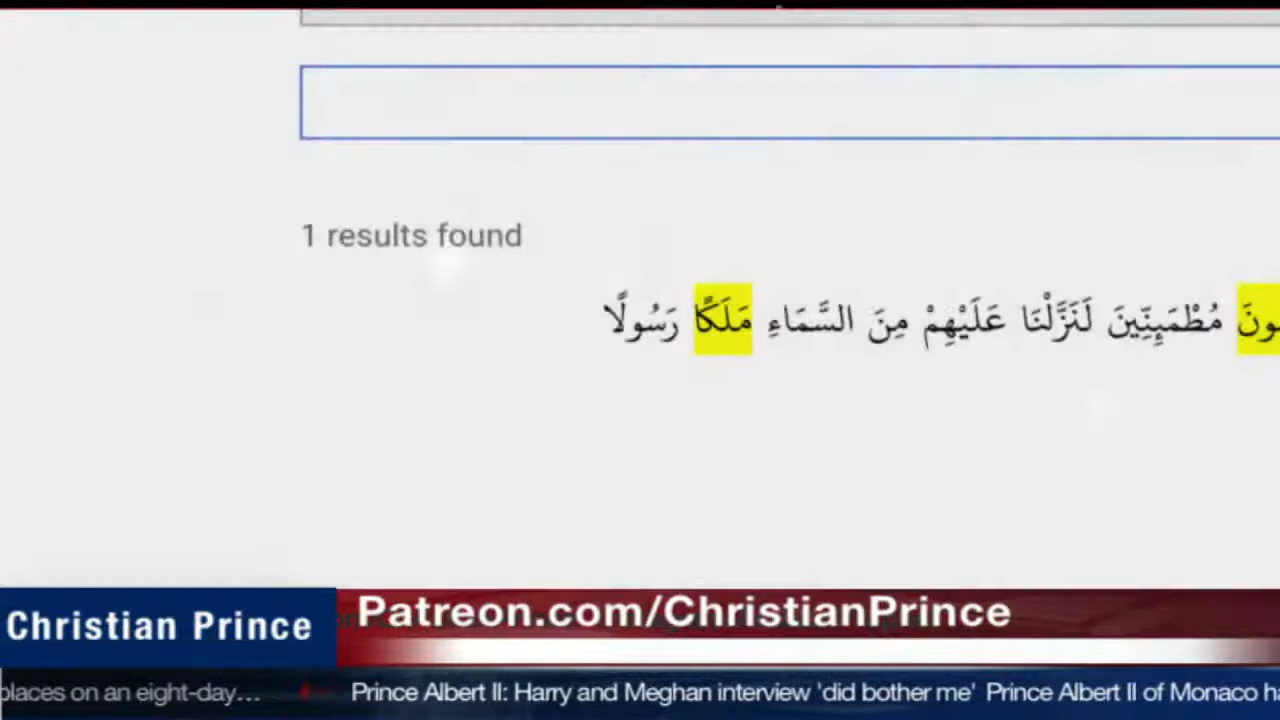 1 results found
مُطْمَئِنِّينَ لَنَزَّلْنَا عَلَيْهِمْ مِنَ السَّمَاءِ مَلَكًا رَسُولًا
Christian Prince
Patreon.com/ChristianPrince
places on an eight-day… Prince Albert II: Harry and Meghan interview 'did bother me' Prince Albert II of Monaco